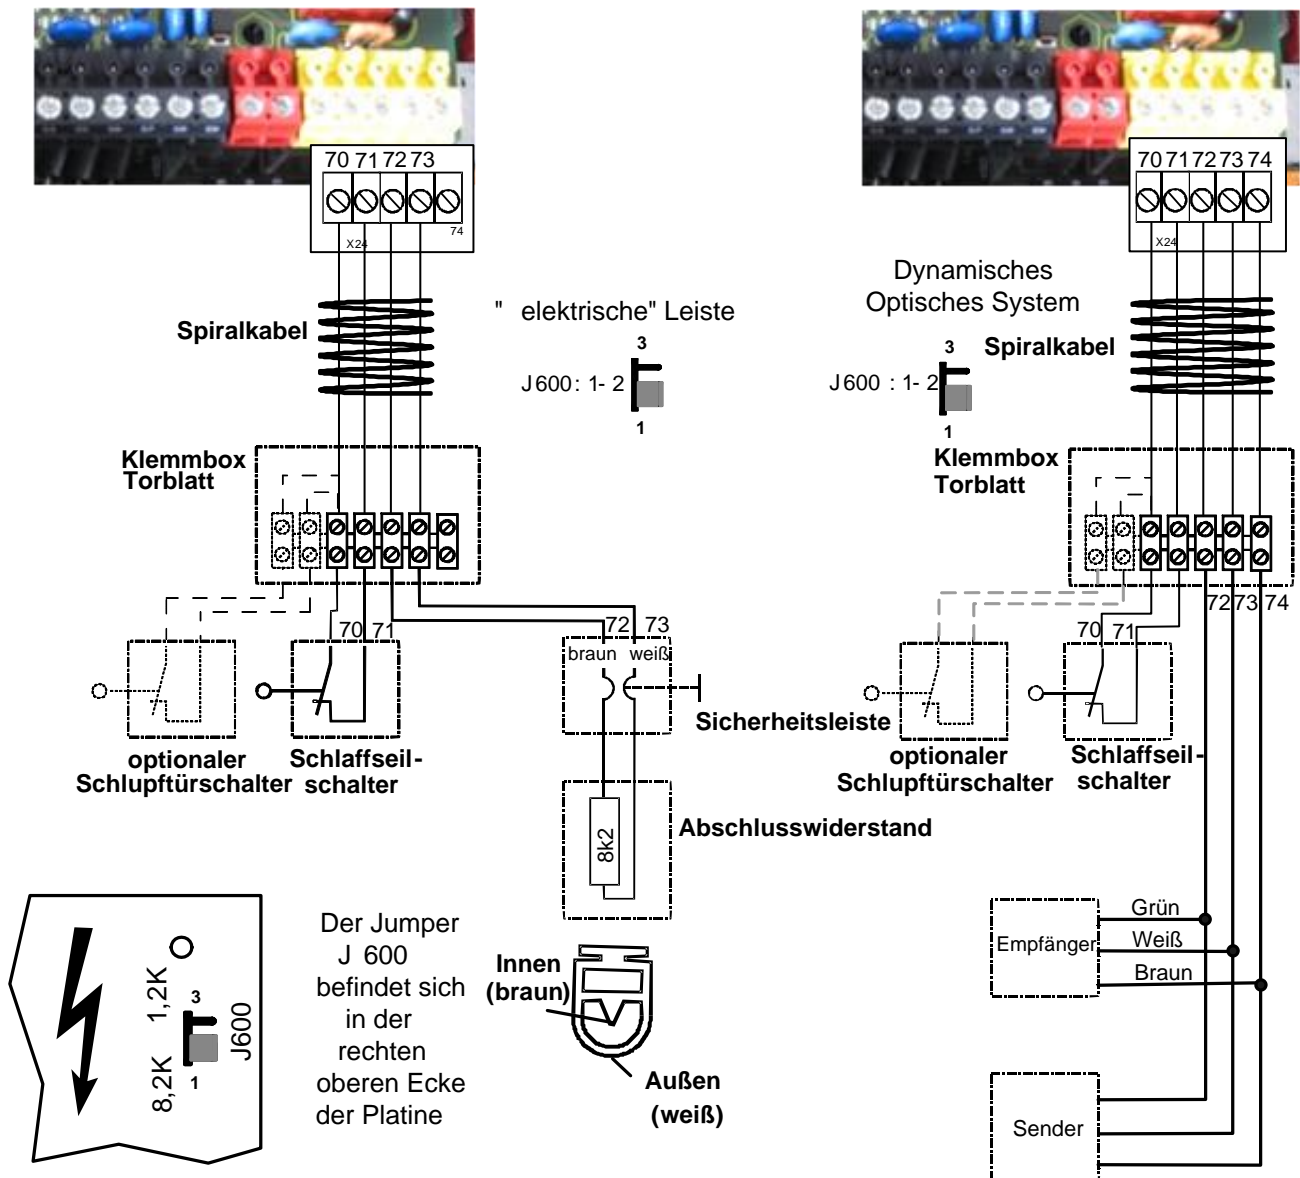 70 71 72 73
74
X24
Spiralkabel
" elektrische" Leiste
3
J600: 1- 2
1
Klemmbox
Torblatt
70 71
72 73
braun weiß
Sicherheitsleiste
optionaler
Schlupftürschalter
Schlaffseil-
schalter
8k2
Abschlusswiderstand
1,2K
8,2K
3
1
J600
Der Jumper
J 600
befindet sich
in der
rechten
oberen Ecke
der Platine
Innen
(braun)
Außen
(weiß)
70 71 72 73 74
X24
Dynamisches
Optisches System
Spiralkabel
3
J600 : 1- 2
1
Klemmbox
Torblatt
72 73 74
70 71
optionaler
Schlupftürschalter
Schlaffseil-
schalter
Empfänger
Grün
Weiß
Braun
Sender